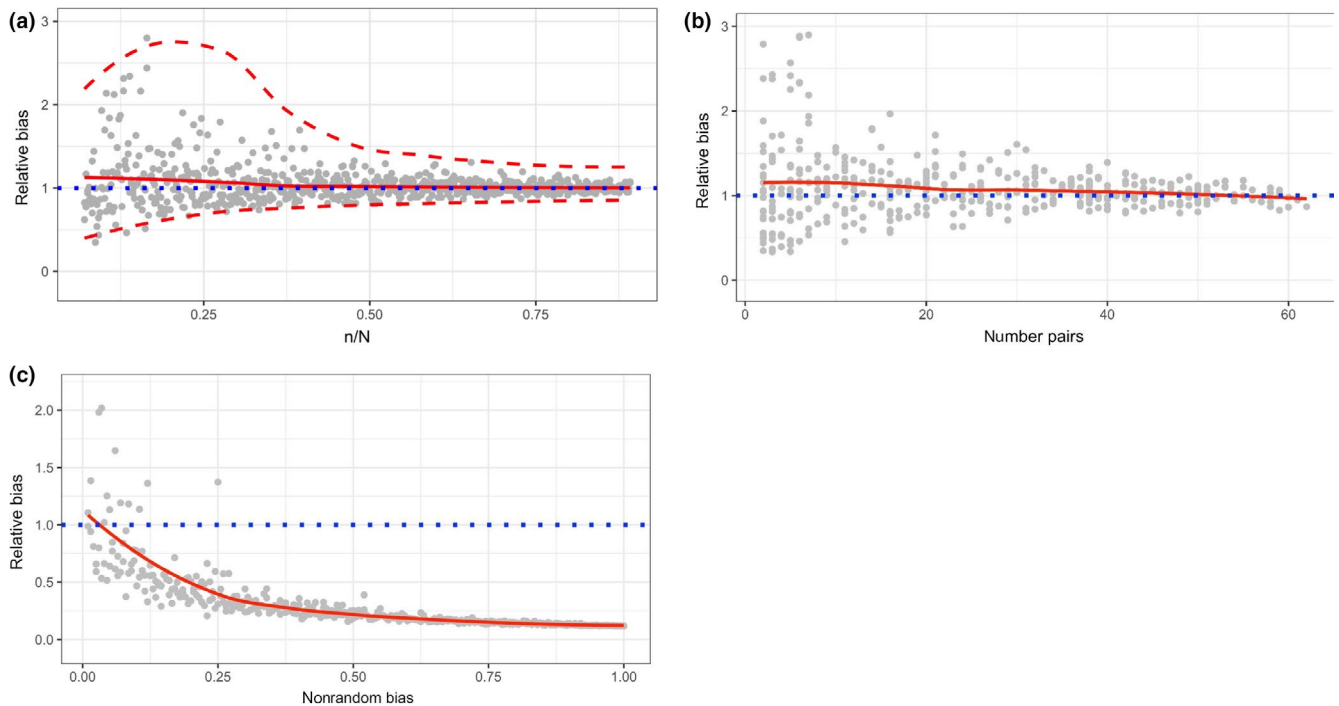 (a)
Relative bias
3
2
1
0
0.25 0.50 0.75
n/N
(b)
Relative bias
3
2
1
0
0 20 40 60
Number pairs
(c)
Relative bias
2.0
1.5
1.0
0.5
0.0
0.00 0.25 0.50 0.75 1.00
Nonrandom bias